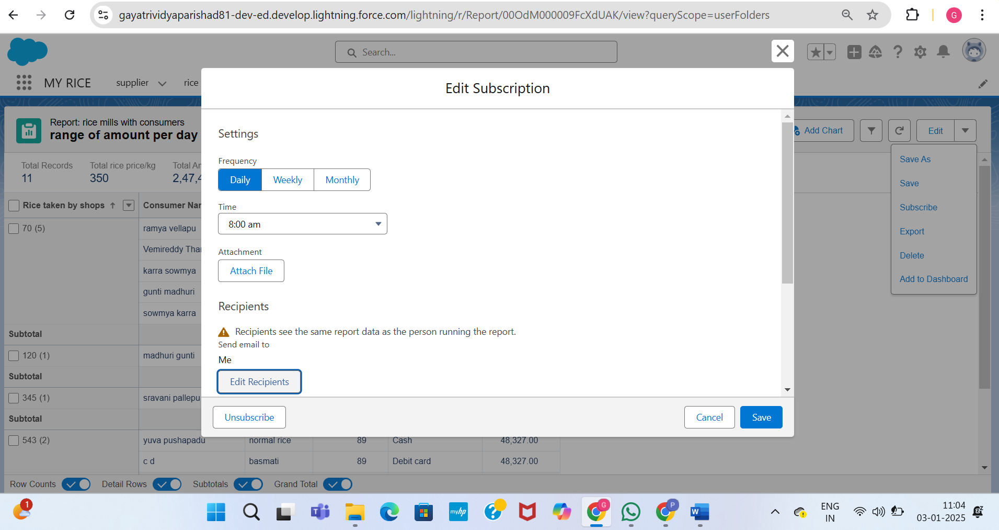 gayatrividyaparishad81-dev-ed.develop.lightning.force.com/lightning/r/Report/00OdM000009FcXdUAK/view?queryScope=userFolders
G
Search...
MY RICE
supplier
rice
Edit Subscription
Report: rice mills with consumers
range of amount per day
Add Chart
Edit
Total Records
Total rice price/kg
Total Am
11
350
2,47,4
Rice taken by shops
Consumer Nam
70 (5)
ramya vellapu
Vemireddy Thar
karra sowmya
gunti madhuri
sowmya karra
Subtotal
120 (1)
madhuri gunti
Subtotal
345 (1)
sravani pallepu
Subtotal
543 (2)
yuva pushapadu
normal rice
89
Cash
48,327.00
c d
basmati
89
Debit card
48,327.00
Settings
Frequency
Daily
Weekly
Monthly
Time
8:00 am
Attachment
Attach File
Recipients
Recipients see the same report data as the person running the report.
Send email to
Me
Edit Recipients
Unsubscribe
Cancel
Save
Save As
Save
Subscribe
Export
Delete
Add to Dashboard
Row Counts
Detail Rows
Subtotals
Grand Total
1
T
myhp
?
G
P
W
ENG
IN
11:04
03-01-2025